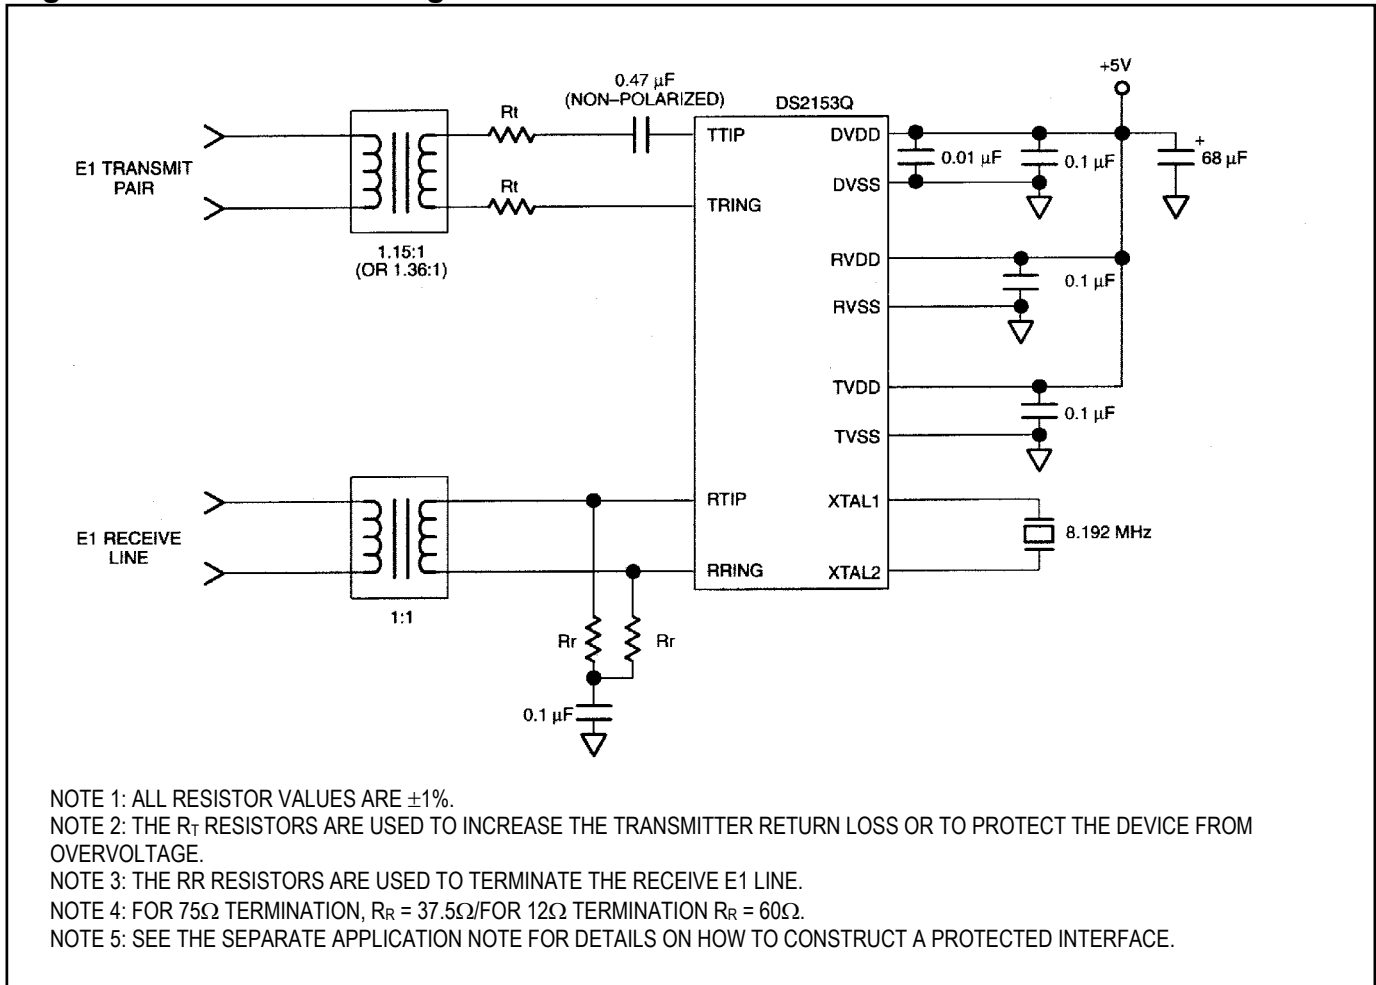 0.47 µF
(NON–POLARIZED)
DS2153Q
+5V
Rt
TTIP
DVDD
0.01 µF
0.1 µF
+
68 µF
E1 TRANSMIT
PAIR
DVSS
Rt
TRING
1.15:1
(OR 1.36:1)
RVDD
0.1 µF
RVSS
TVDD
0.1 µF
TVSS
RTIP
XTAL1
E1 RECEIVE
LINE
8.192 MHz
RRING
XTAL2
1:1
Rr
Rr
0.1 µF
NOTE 1: ALL RESISTOR VALUES ARE ±1%.
NOTE 2: THE RT RESISTORS ARE USED TO INCREASE THE TRANSMITTER RETURN LOSS OR TO PROTECT THE DEVICE FROM
OVERVOLTAGE.
NOTE 3: THE RR RESISTORS ARE USED TO TERMINATE THE RECEIVE E1 LINE.
NOTE 4: FOR 75Ω TERMINATION, RR = 37.5Ω/FOR 12Ω TERMINATION RR = 60Ω.
NOTE 5: SEE THE SEPARATE APPLICATION NOTE FOR DETAILS ON HOW TO CONSTRUCT A PROTECTED INTERFACE.